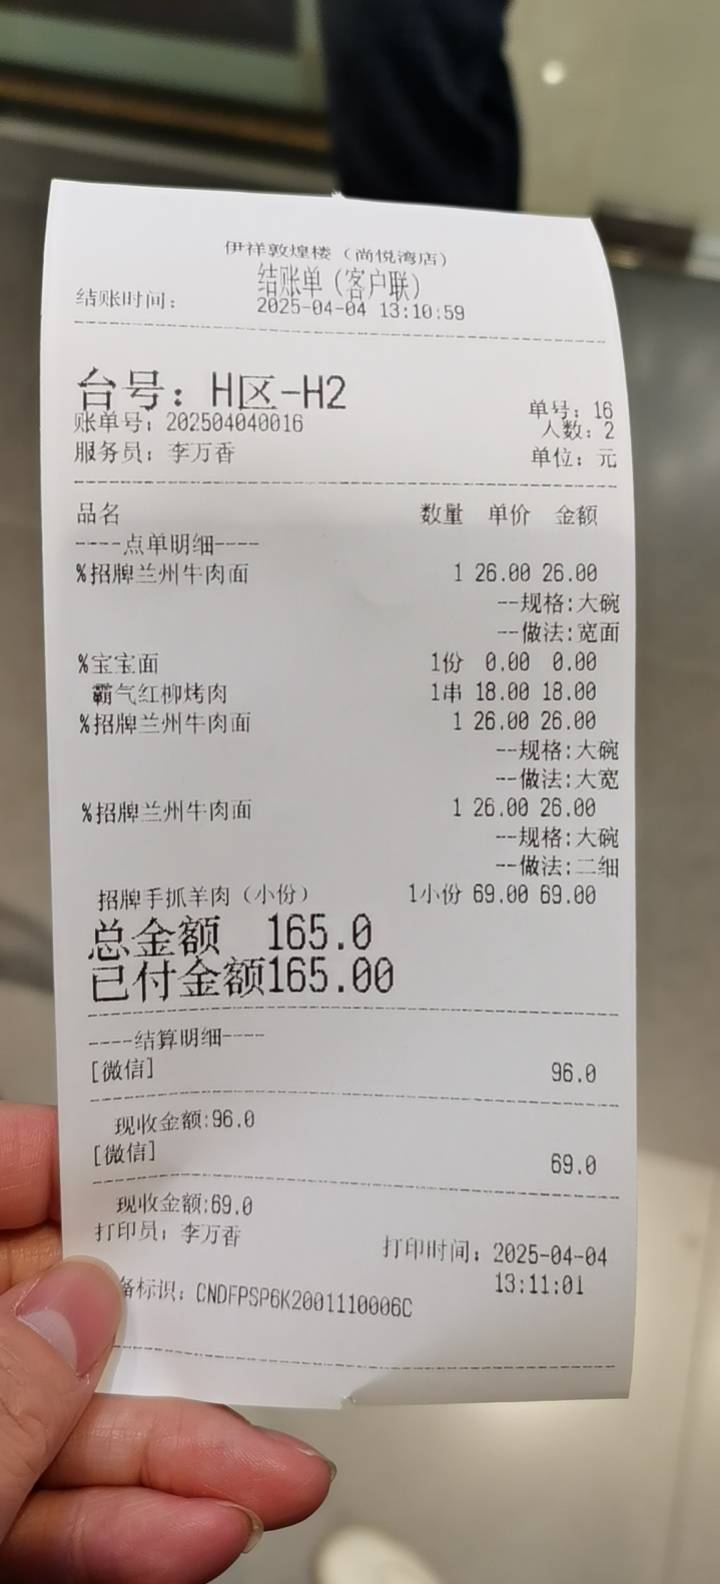 伊祥敦煌楼（尚悦湾店）
结账单（客户联）
结账时间： 2025-04-04 13:10:59
台号：H区-H2
单号：16
账单号：202504040016 人数：2
服务员：李万香 单位：元
品名 数量 单价 金额
----点单明细----
%招牌兰州牛肉面 1 26.00 26.00
--规格:大碗
--做法:宽面
%宝宝面 1份 0.00 0.00
霸气红柳烤肉 1串 18.00 18.00
%招牌兰州牛肉面 1 26.00 26.00
--规格:大碗
--做法:大宽
%招牌兰州牛肉面 1 26.00 26.00
--规格:大碗
--做法:二细
招牌手抓羊肉（小份） 1小份 69.00 69.00
总金额 165.0
已付金额165.00
----结算明细----
[微信] 96.0
现收金额:96.0
[微信] 69.0
现收金额:69.0
打印员：李万香 打印时间：2025-04-04
13:11:01
备标识：CNDFPSP6K2001110006C